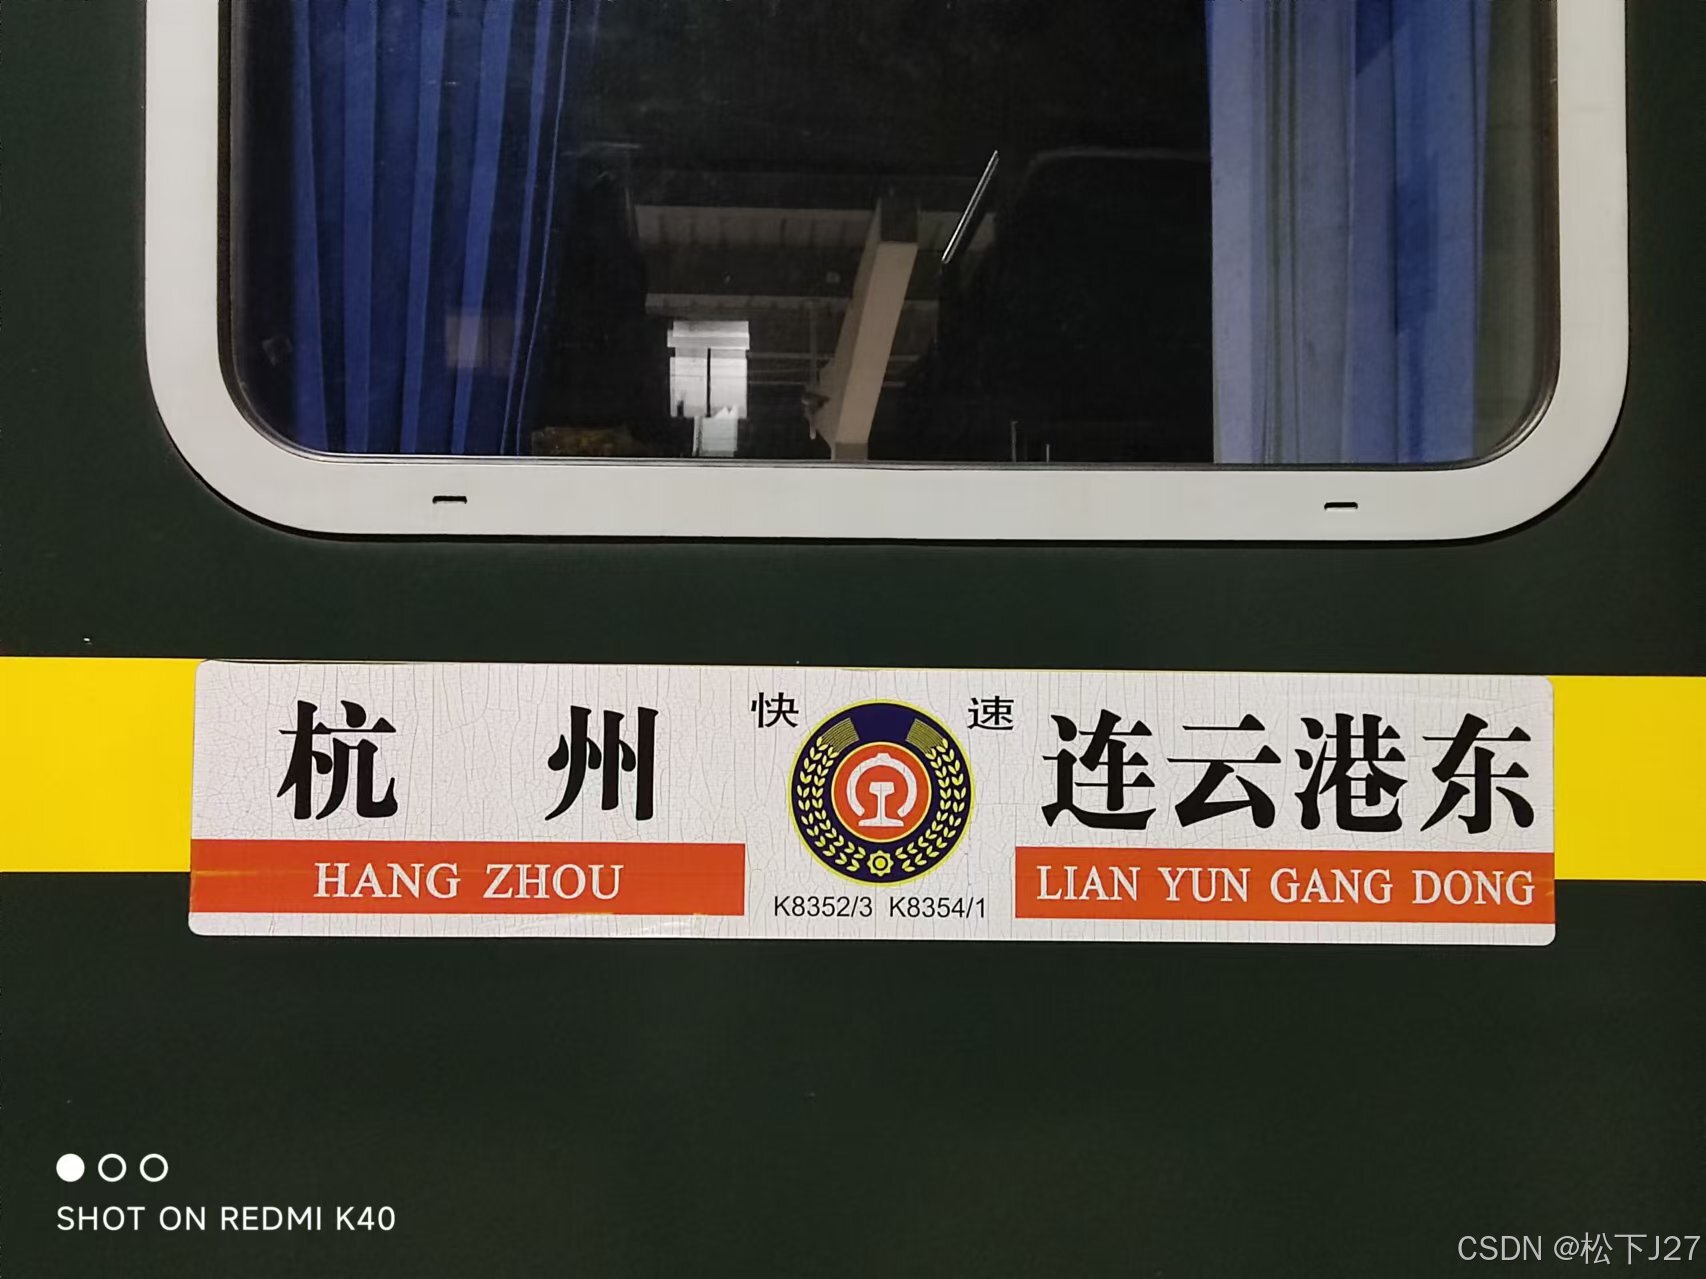 杭州 快速 连云港东
HANG ZHOU K8352/3 K8354/1 LIAN YUN GANG DONG
SHOT ON REDMI K40
CSDN @松下J27